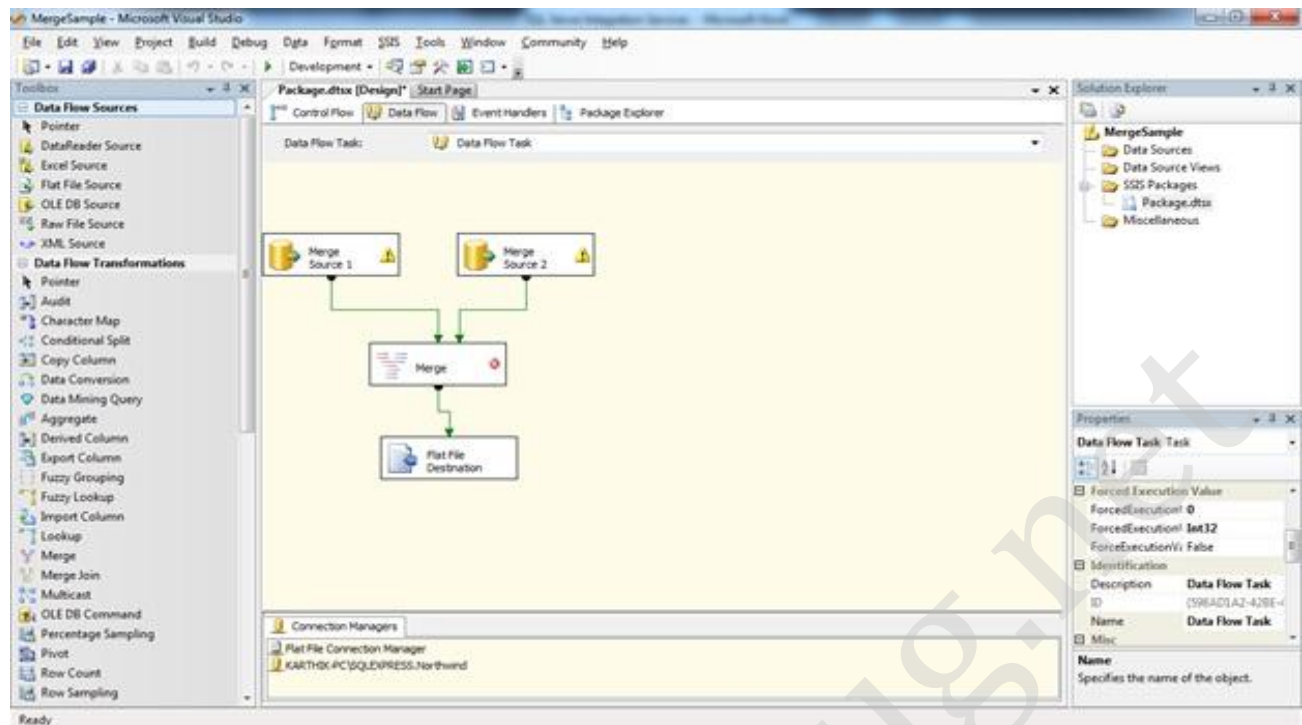 MergeSample - Microsoft Visual Studio
File Edit View Project Build Debug Data Format SSIS Tools Window Community Help
Development
Toolbox
Data Flow Sources
Pointer
DataReader Source
Excel Source
Flat File Source
OLE DB Source
Raw File Source
XML Source
Data Flow Transformations
Pointer
Audit
Character Map
Conditional Split
Copy Column
Data Conversion
Data Mining Query
Aggregate
Derived Column
Export Column
Fuzzy Grouping
Fuzzy Lookup
Import Column
Lookup
Merge
Merge Join
Multicast
OLE DB Command
Percentage Sampling
Pivot
Row Count
Row Sampling
Package.dtsx [Design]* Start Page
Control Flow Data Flow Event Handlers Package Explorer
Data Flow Task: Data Flow Task
Merge Source 1
Merge Source 2
Merge
Flat File Destination
Connection Managers
Flat File Connection Manager
KARTHIK-PC\SQLEXPRESS.Northwind
Solution Explorer
MergeSample
Data Sources
Data Source Views
SSIS Packages
Package.dtsx
Miscellaneous
Properties
Data Flow Task Task
Forced Execution Value
ForcedExecution 0
ForcedExecution Int32
ForceExecutionV False
Identification
Description Data Flow Task
ID
Name Data Flow Task
Misc
Name
Specifies the name of the object.
Ready